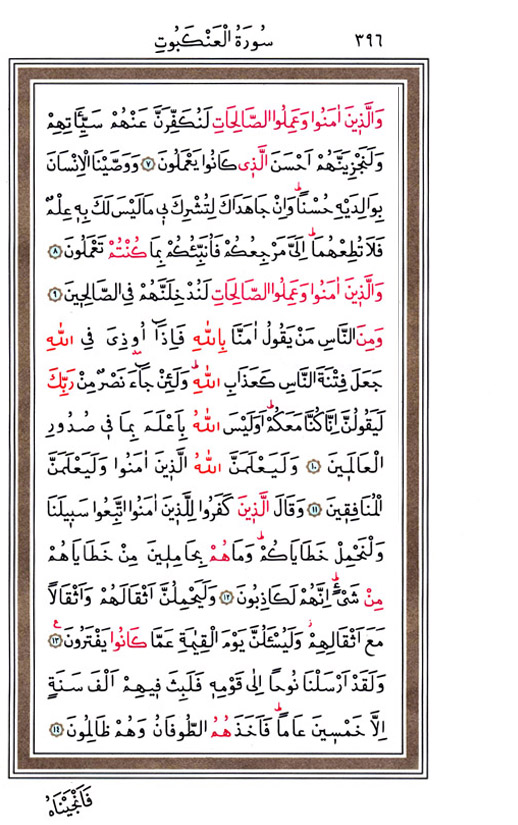 ٣٩٦ سُورَةُ الْعَنْكَبُوتِ
وَالَّذ۪ينَ اٰمَنُوا وَعَمِلُوا الصَّالِحَاتِ لَنُكَفِّرَنَّ عَنْهُمْ سَيِّـَٔاتِهِمْ
وَلَنَجْزِيَنَّهُمْ اَحْسَنَ الَّذ۪ي كَانُوا يَعْمَلُونَ ﴿٧﴾ وَوَصَّيْنَا الْاِنْسَانَ
بِوَالِدَيْهِ حُسْنًاۜ وَاِنْ جَاهَدَاكَ لِتُشْرِكَ ب۪ي مَا لَيْسَ لَكَ بِه۪ عِلْمٌ
فَلَا تُطِعْهُمَاۜ اِلَيَّ مَرْجِعُكُمْ فَاُنَبِّئُكُمْ بِمَا كُنْتُمْ تَعْمَلُونَ ﴿٨﴾
وَالَّذ۪ينَ اٰمَنُوا وَعَمِلُوا الصَّالِحَاتِ لَنُدْخِلَنَّهُمْ فِي الصَّالِح۪ينَ ﴿٩﴾
وَمِنَ النَّاسِ مَنْ يَقُولُ اٰمَنَّا بِاللّٰهِ فَاِذَٓا اُو۫ذِيَ فِي اللّٰهِ
جَعَلَ فِتْنَةَ النَّاسِ كَعَذَابِ اللّٰهِۜ وَلَئِنْ جَٓاءَ نَصْرٌ مِنْ رَبِّكَ
لَيَقُولُنَّ اِنَّا كُنَّا مَعَكُمْۜ اَوَلَيْسَ اللّٰهُ بِاَعْلَمَ بِمَا ف۪ي صُدُورِ
الْعَالَم۪ينَ ﴿١٠﴾ وَلَيَعْلَمَنَّ اللّٰهُ الَّذ۪ينَ اٰمَنُوا وَلَيَعْلَمَنَّ
الْمُنَافِق۪ينَ ﴿١١﴾ وَقَالَ الَّذ۪ينَ كَفَرُوا لِلَّذ۪ينَ اٰمَنُوا اتَّبِعُوا سَب۪يلَنَا
وَلْنَحْمِلْ خَطَايَاكُمْۜ وَمَا هُمْ بِحَامِل۪ينَ مِنْ خَطَايَاهُمْ
مِنْ شَيْءٍۜ اِنَّهُمْ لَكَاذِبُونَ ﴿١٢﴾ وَلَيَحْمِلُنَّ اَثْقَالَهُمْ وَاَثْقَالًا
مَعَ اَثْقَالِهِمْۘ وَلَيُسْـَٔلُنَّ يَوْمَ الْقِيٰمَةِ عَمَّا كَانُوا يَفْتَرُونَ۟ ﴿١٣﴾
وَلَقَدْ اَرْسَلْنَا نُوحًا اِلٰى قَوْمِه۪ فَلَبِثَ ف۪يهِمْ اَلْفَ سَنَةٍ
اِلَّا خَمْس۪ينَ عَامًاۜ فَاَخَذَهُمُ الطُّوفَانُ وَهُمْ ظَالِمُونَ ﴿١٤﴾
فَاَنْجَيْنَاهُ